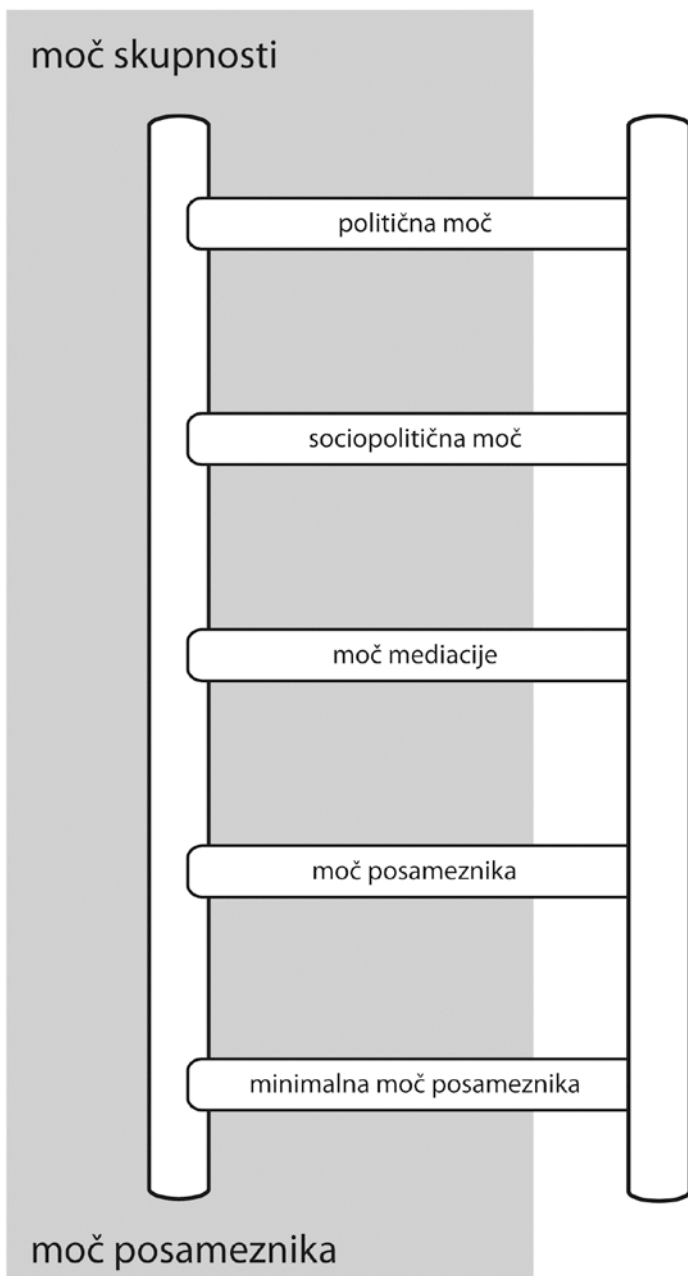 moč skupnosti
politična moč
sociopolitična moč
moč mediacije
moč posameznika
minimalna moč posameznika
moč posameznika